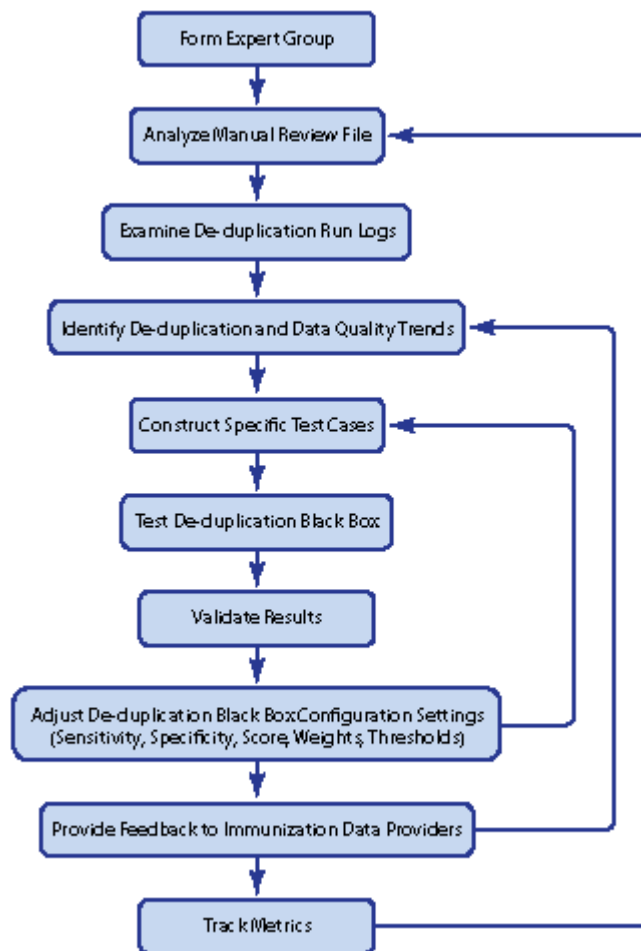 Form Expert Group
Analyze Manual Review File
Examine De-duplication Run Logs
Identify De-duplication and Data Quality Trends
Construct Specific Test Cases
Test De-duplication Black Box
Validate Results
Adjust De-duplication Black Box Configuration Settings
(Sensitivity, Specificity, Score, Weights, Thresholds)
Provide Feedback to Immunization Data Providers
Track Metrics